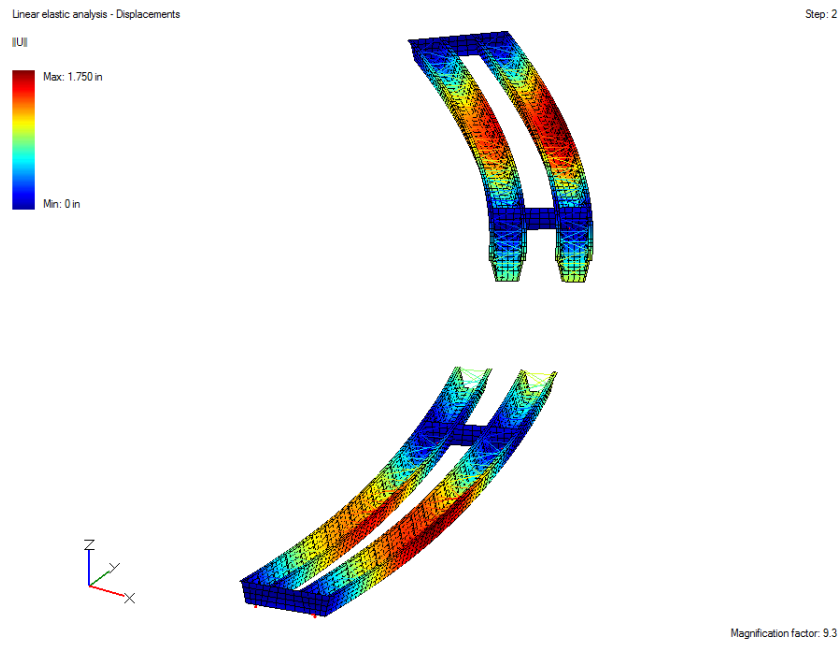 Linear elastic analysis - Displacements
Step: 2
||U||
Max: 1.750 in
Min: 0 in
Z
Y
X
Magnification factor: 9.3